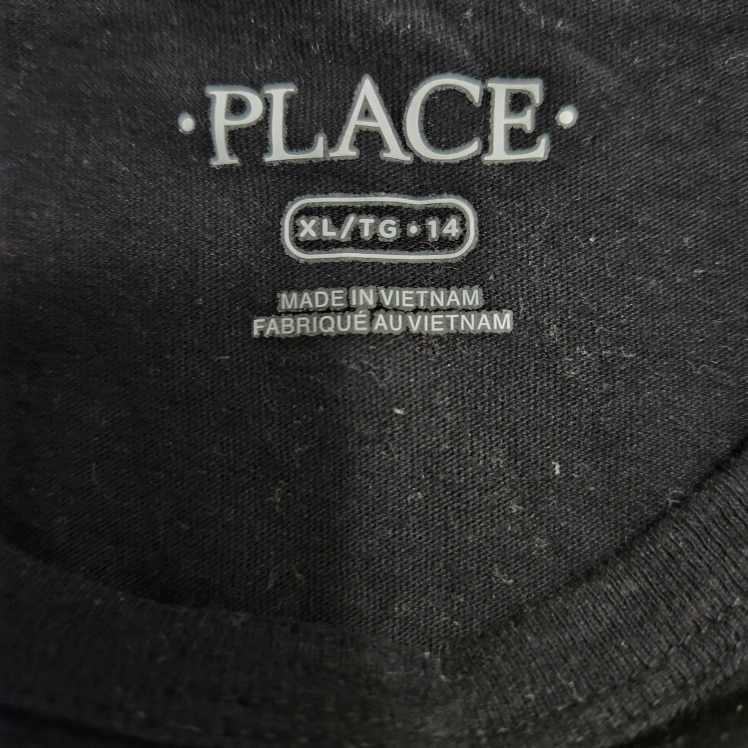 ·PLACE·
XL/TG • 14
MADE IN VIETNAM
FABRIQUÉ AU VIETNAM